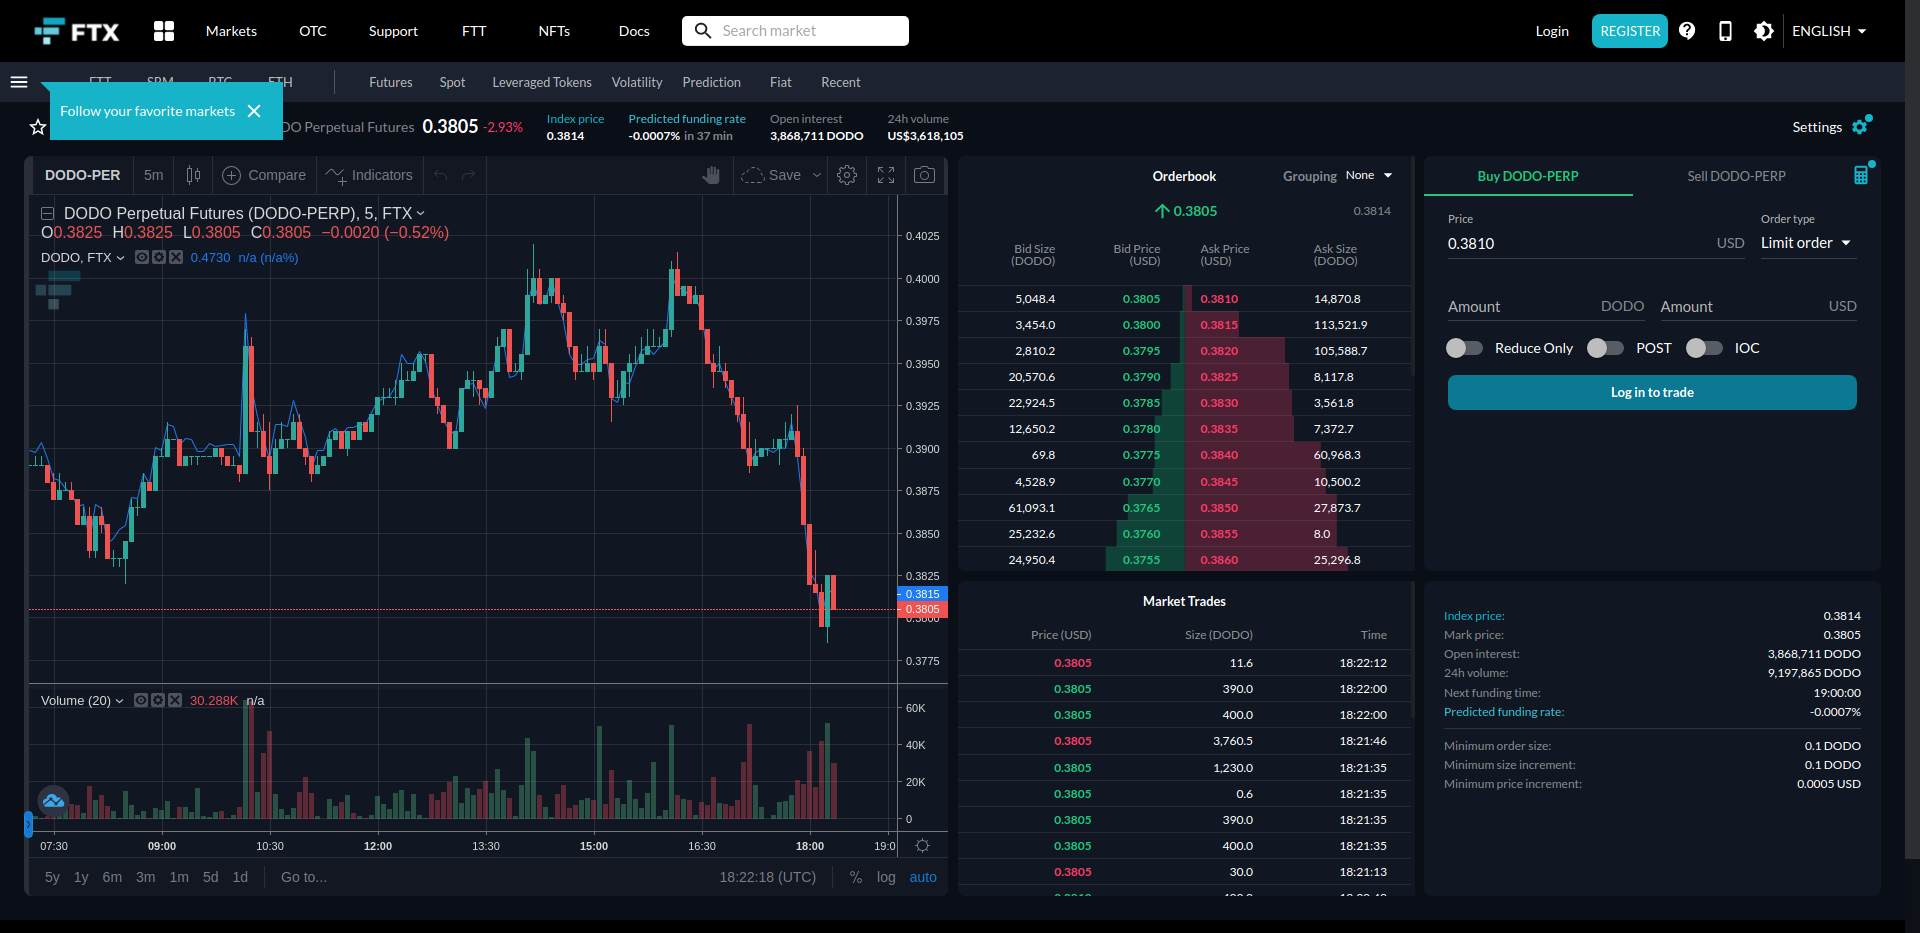 FTX
Markets
OTC
Support
FTT
NFTs
Docs
Search market
Login
REGISTER
ENGLISH
Futures
Spot
Leveraged Tokens
Volatility
Prediction
Fiat
Recent
Follow your favorite markets
Perpetual Futures
0.3805
-2.93%
Index price
0.3814
Predicted funding rate
-0.0007% in 37 min
Open interest
3,868,711 DODO
24h volume
US$3,618,105
Settings
DODO-PER
5m
Compare
Indicators
Save
DODO Perpetual Futures (DODO-PERP), 5, FTX
O0.3825 H0.3825 L0.3805 C0.3805 −0.0020 (−0.52%)
DODO, FTX
0.4730 n/a (n/a%)
0.4025
0.4000
0.3975
0.3950
0.3925
0.3900
0.3875
0.3850
0.3825
0.3815
0.3805
0.3800
0.3775
Volume (20)
30.288K n/a
60K
40K
20K
0
07:30
09:00
10:30
12:00
13:30
15:00
16:30
18:00
19:0
5y 1y 6m 3m 1m 5d 1d
Go to...
18:22:18 (UTC)
%
log
auto
Orderbook
Grouping None
0.3805
0.3814
Bid Size (DODO) Bid Price (USD) Ask Price (USD) Ask Size (DODO)
5,048.4 0.3805 0.3810 14,870.8
3,454.0 0.3800 0.3815 113,521.9
2,810.2 0.3795 0.3820 105,588.7
20,570.6 0.3790 0.3825 8,117.8
22,924.5 0.3785 0.3830 3,561.8
12,650.2 0.3780 0.3835 7,372.7
69.8 0.3775 0.3840 60,968.3
4,528.9 0.3770 0.3845 10,500.2
61,093.1 0.3765 0.3850 27,873.7
25,232.6 0.3760 0.3855 8.0
24,950.4 0.3755 0.3860 25,296.8
Market Trades
Price (USD) Size (DODO) Time
0.3805 11.6 18:22:12
0.3805 390.0 18:22:00
0.3805 400.0 18:22:00
0.3805 3,760.5 18:21:46
0.3805 1,230.0 18:21:35
0.3805 0.6 18:21:35
0.3805 390.0 18:21:35
0.3805 400.0 18:21:35
0.3805 30.0 18:21:13
Buy DODO-PERP
Sell DODO-PERP
Price
0.3810 USD
Order type
Limit order
Amount DODO
Amount USD
Reduce Only
POST
IOC
Log in to trade
Index price: 0.3814
Mark price: 0.3805
Open interest: 3,868,711 DODO
24h volume: 9,197,865 DODO
Next funding time: 19:00:00
Predicted funding rate: -0.0007%
Minimum order size: 0.1 DODO
Minimum size increment: 0.1 DODO
Minimum price increment: 0.0005 USD